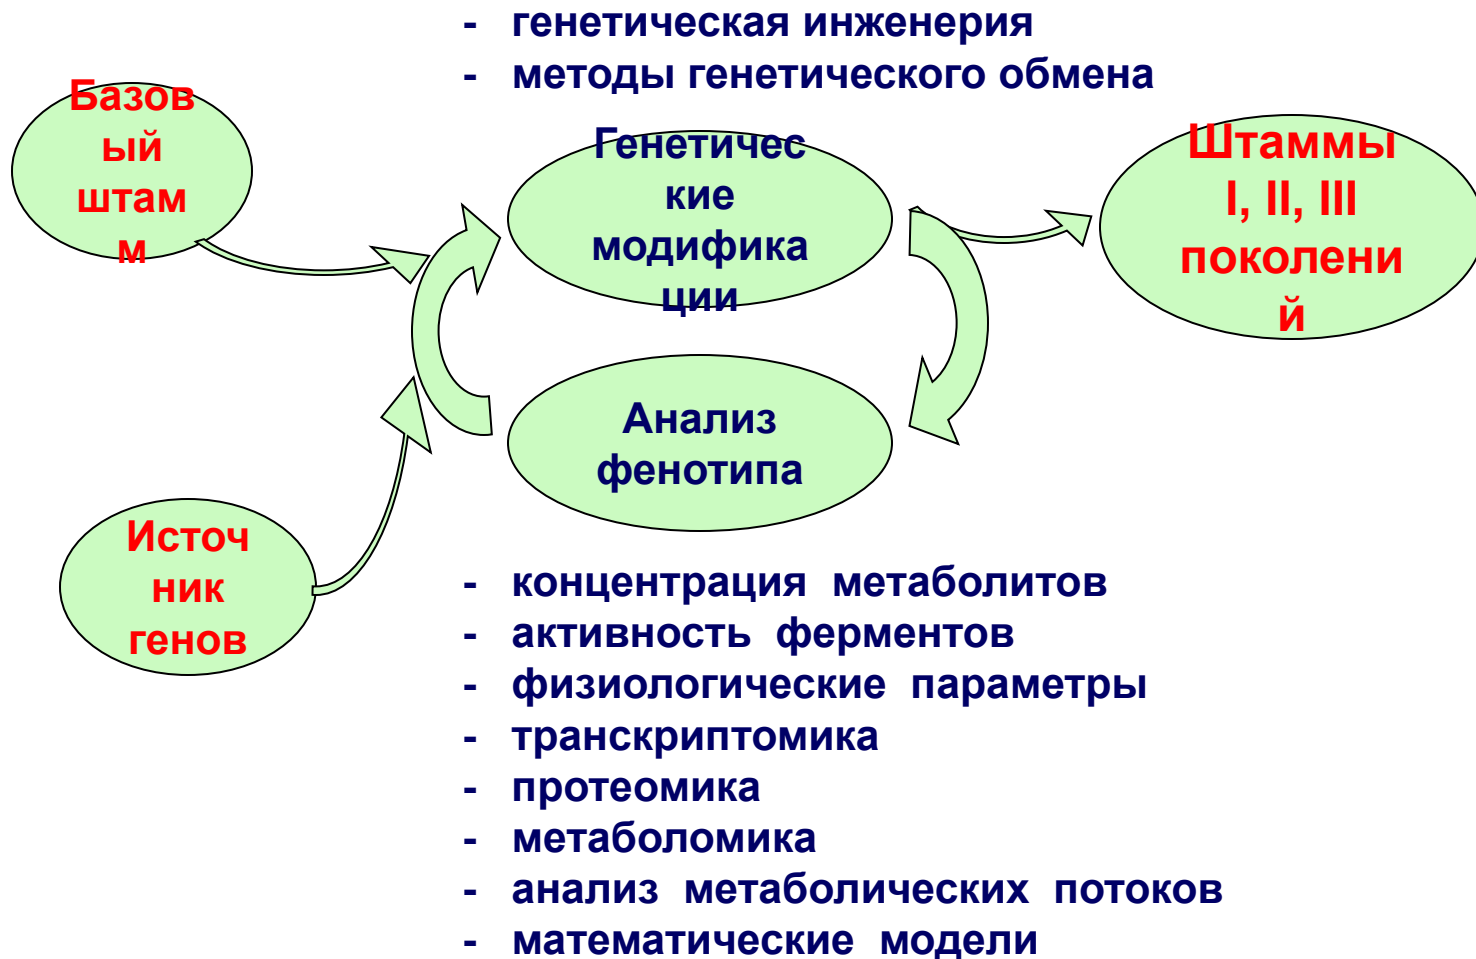 - генетическая инженерия
- методы генетического обмена
Базов
ый
штам
м
Генетичес
кие
модифика
ции
Штаммы
I, II, III
поколени
й
Анализ
фенотипа
Источ
ник
генов
- концентрация метаболитов
- активность ферментов
- физиологические параметры
- транскриптомика
- протеомика
- метаболомика
- анализ метаболических потоков
- математические модели